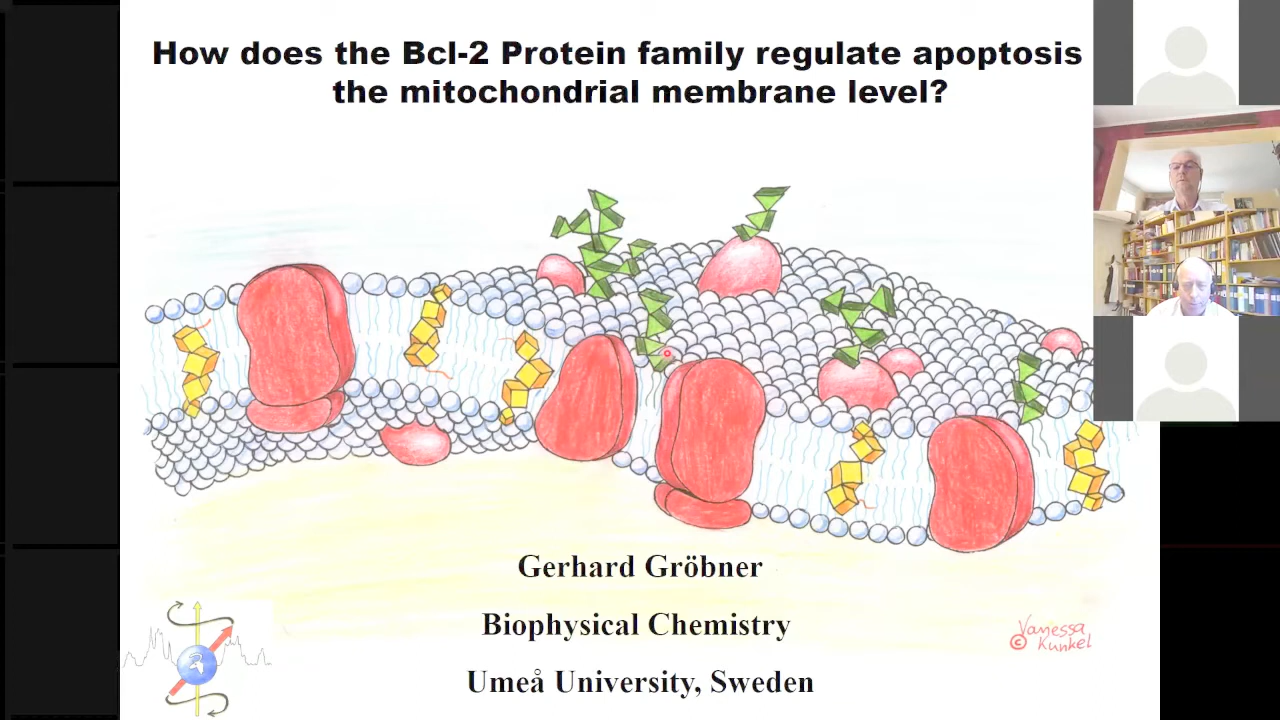 How does the Bcl-2 Protein family regulate apoptosis
the mitochondrial membrane level?
Gerhard Gröbner
Biophysical Chemistry
Umeå University, Sweden
Vanessa
© Kunkel